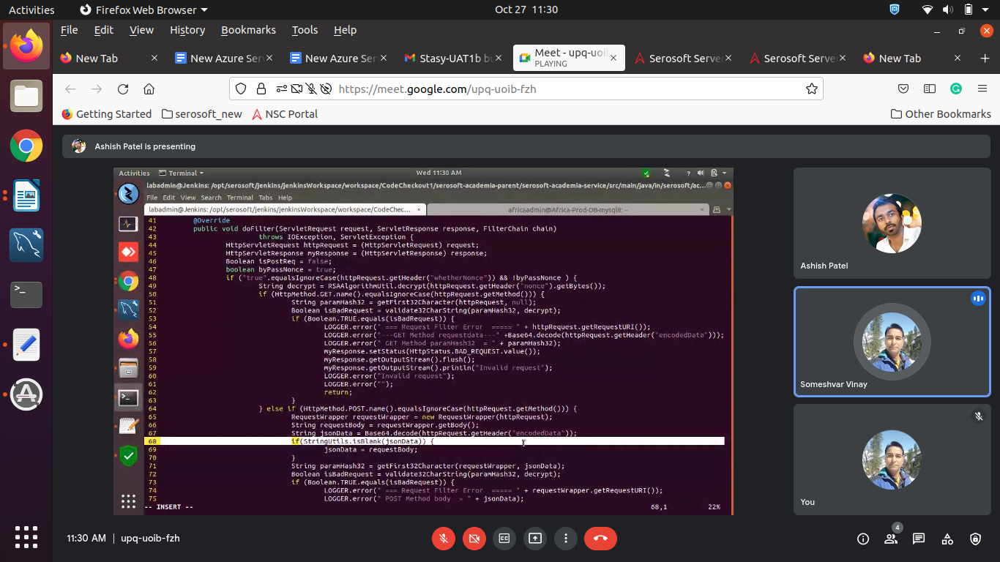 Activities
Firefox Web Browser
Oct 27 11:30
File Edit View History Bookmarks Tools Help
New Tab
New Azure Ser
New Azure Ser
Stasy-UAT1b b
Meet - upq-uoib
PLAYING
Serosoft Serve
Serosoft Serve
New Tab
https://meet.google.com/upq-uoib-fzh
Getting Started
serosoft_new
NSC Portal
Other Bookmarks
Ashish Patel is presenting
Activities
Terminal
Wed 11:30 AM
labadmin@Jenkins: /opt/serosoft/jenkins/jenkinsWorkspace/workspace/CodeCheckout1/serosoft-academia-parent/serosoft-academia-service/src/main/java/in/serosoft/ac...
File Edit View Search Terminal Tabs Help
labadmin@Jenkins: /opt/serosoft/jenkins/jenkinsWorkspace/workspace/CodeChec...
africaadmin@Africa-Prod-DB-mysql8: ~
41 @Override
42 public void doFilter(ServletRequest request, ServletResponse response, FilterChain chain)
43 throws IOException, ServletException {
44 HttpServletRequest httpRequest = (HttpServletRequest) request;
45 HttpServletResponse myResponse = (HttpServletResponse) response;
46 Boolean isPostReq = false;
47 boolean byPassNonce = true;
48 if ("true".equalsIgnoreCase(httpRequest.getHeader("whetherNonce")) && !byPassNonce ) {
49 String decrypt = RSAAlgorithmUtil.decrypt(httpRequest.getHeader("nonce").getBytes());
50 if (HttpMethod.GET.name().equalsIgnoreCase(httpRequest.getMethod())) {
51 String paramHash32 = getFirst32Character(httpRequest, null);
52 Boolean isBadRequest = validate32CharString(paramHash32, decrypt);
53 if (Boolean.TRUE.equals(isBadRequest)) {
54 LOGGER.error(" === Request Filter Error ===== " + httpRequest.getRequestURI());
55 LOGGER.error("---GET Method requestdata---" +Base64.decode(httpRequest.getHeader("encodedData")));
56 LOGGER.error(" GET Method paramHash32 = " + paramHash32);
57 myResponse.setStatus(HttpStatus.BAD_REQUEST.value());
58 myResponse.getOutputStream().flush();
59 myResponse.getOutputStream().println("Invalid request");
60 LOGGER.error("Invalid request");
61 LOGGER.error("");
62 return;
63 }
64 } else if (HttpMethod.POST.name().equalsIgnoreCase(httpRequest.getMethod())) {
65 RequestWrapper requestWrapper = new RequestWrapper(httpRequest);
66 String requestBody = requestWrapper.getBody();
67 String jsonData = Base64.decode(httpRequest.getHeader("encodedData"));
68 if(StringUtils.isBlank(jsonData)) {
69 jsonData = requestBody;
70 }
71 String paramHash32 = getFirst32Character(requestWrapper, jsonData);
72 Boolean isBadRequest = validate32CharString(paramHash32, decrypt);
73 if (Boolean.TRUE.equals(isBadRequest)) {
74 LOGGER.error(" === Request Filter Error ===== " + requestWrapper.getRequestURI());
75 LOGGER.error(" POST Method body = " + jsonData);
-- INSERT -- 68,1 22%
Ashish Patel
Someshvar Vinay
You
11:30 AM | upq-uoib-fzh
4